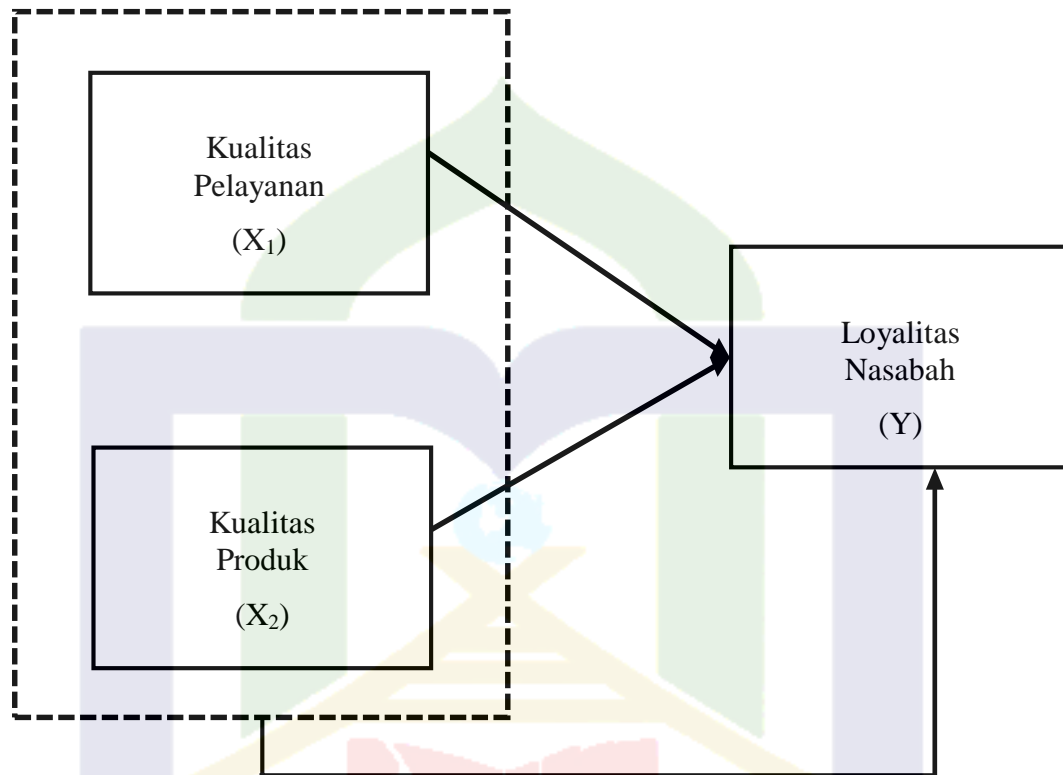 Kualitas
Pelayanan
(X₁)
Loyalitas
Nasabah
(Y)
Kualitas
Produk
(X₂)